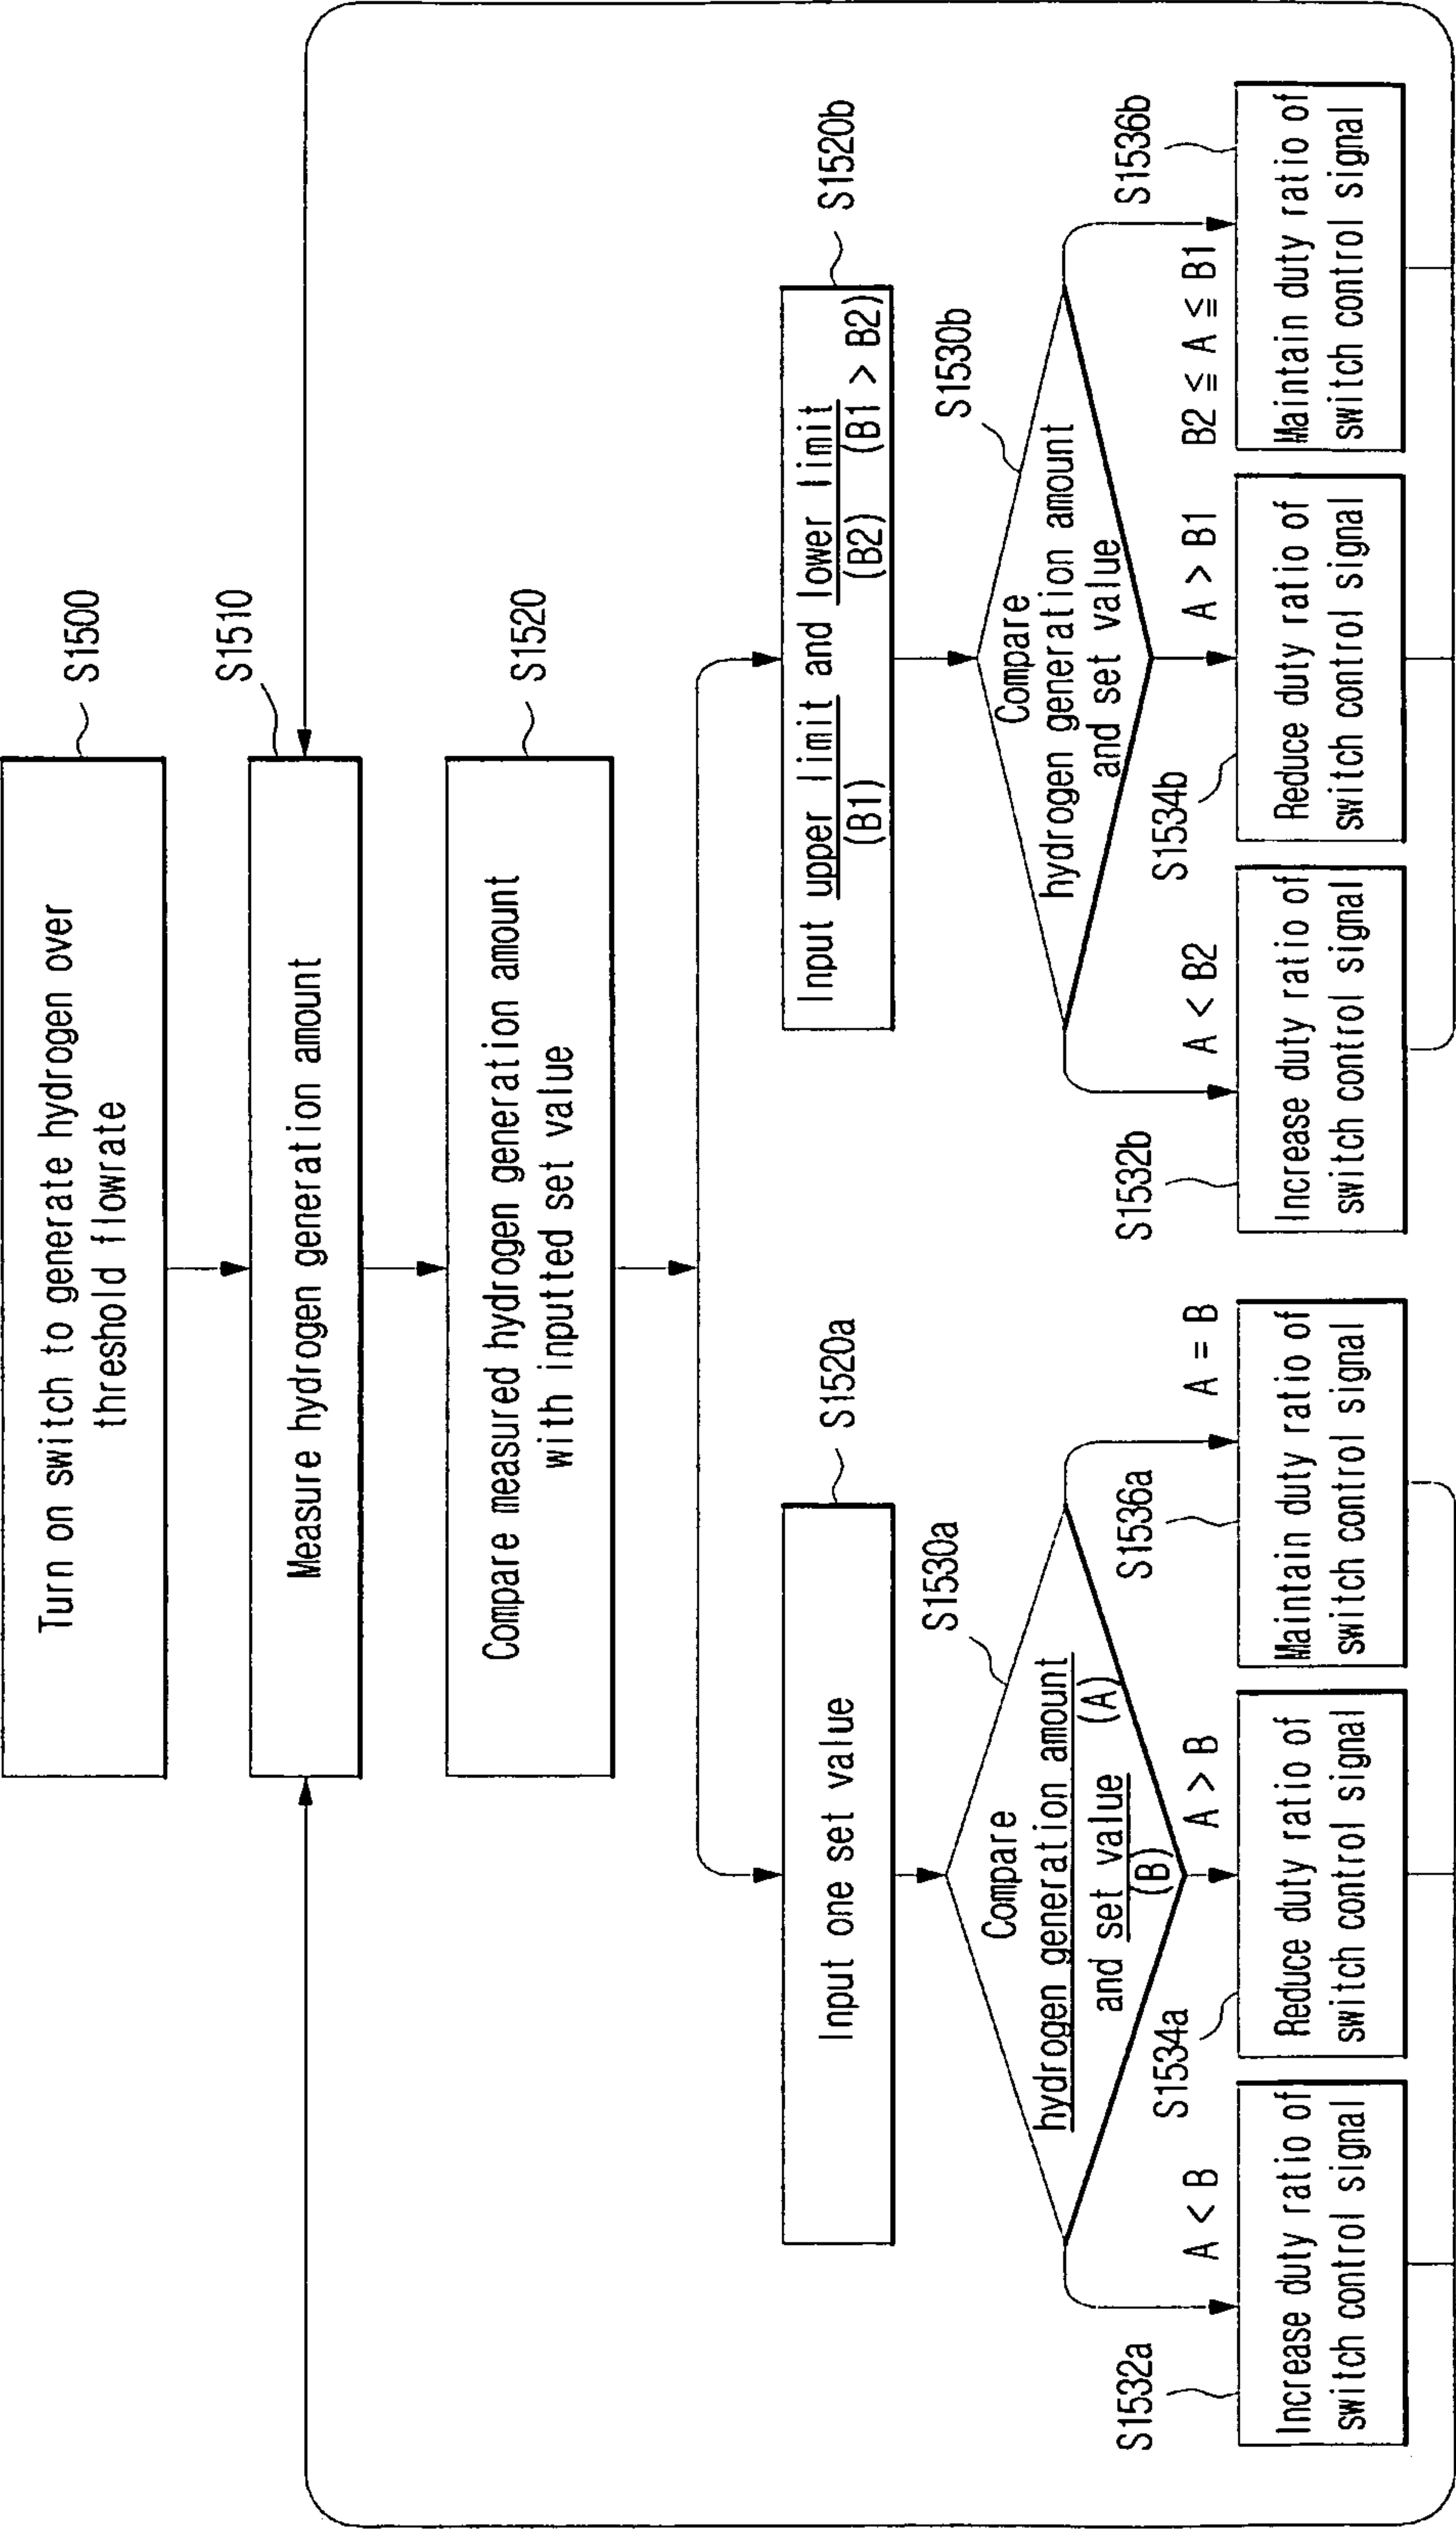 Turn on switch to generate hydrogen over
threshold flowrate
S1500
Measure hydrogen generation amount
S1510
Compare measured hydrogen generation amount
with inputted set value
S1520
Input one set value
S1520a
Compare
hydrogen generation amount
(A)
and set value
(B)
S1530a
A < B
S1532a
Increase duty ratio of
switch control signal
A > B
S1534a
Reduce duty ratio of
switch control signal
A = B
S1536a
Maintain duty ratio of
switch control signal
Input upper limit and lower limit
(B1) (B2) (B1 > B2)
S1520b
Compare
hydrogen generation amount
and set value
S1530b
A < B2
S1532b
Increase duty ratio of
switch control signal
A > B1
S1534b
Reduce duty ratio of
switch control signal
B2 ≦ A ≦ B1
S1536b
Maintain duty ratio of
switch control signal